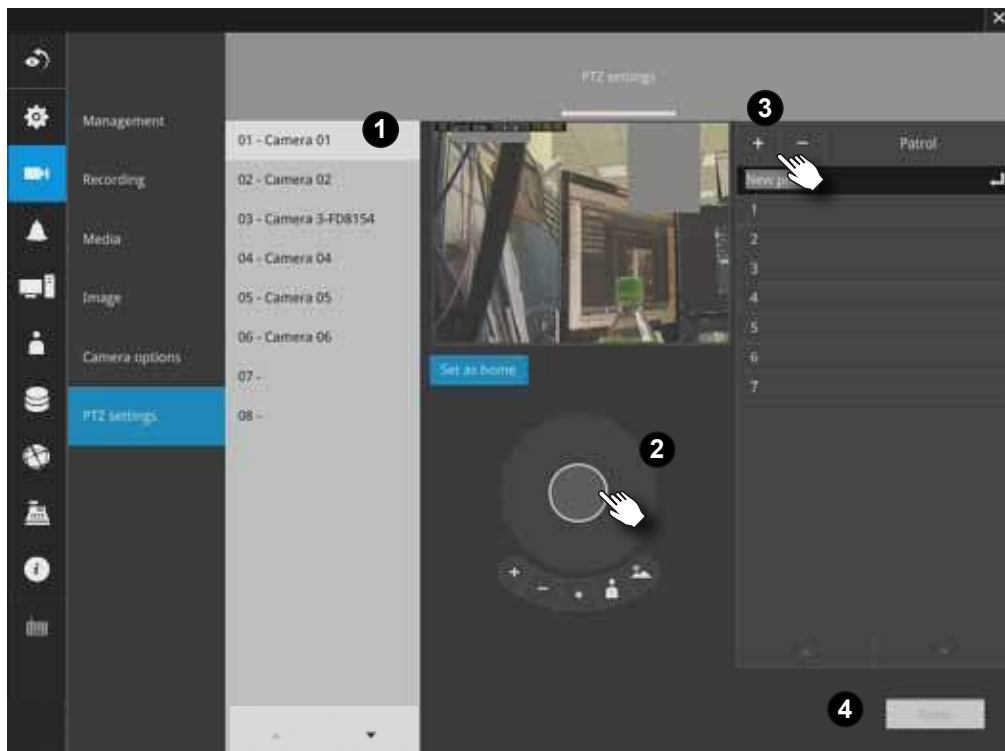 PTZ settings
Management
Recording
Media
Image
Camera options
PTZ settings
1
01 - Camera 01
02 - Camera 02
03 - Camera 3-FD8154
04 - Camera 04
05 - Camera 05
06 - Camera 06
07 -
08 -
Set as home
2
3
+ − Patrol
New
1
2
3
4
5
6
7
4